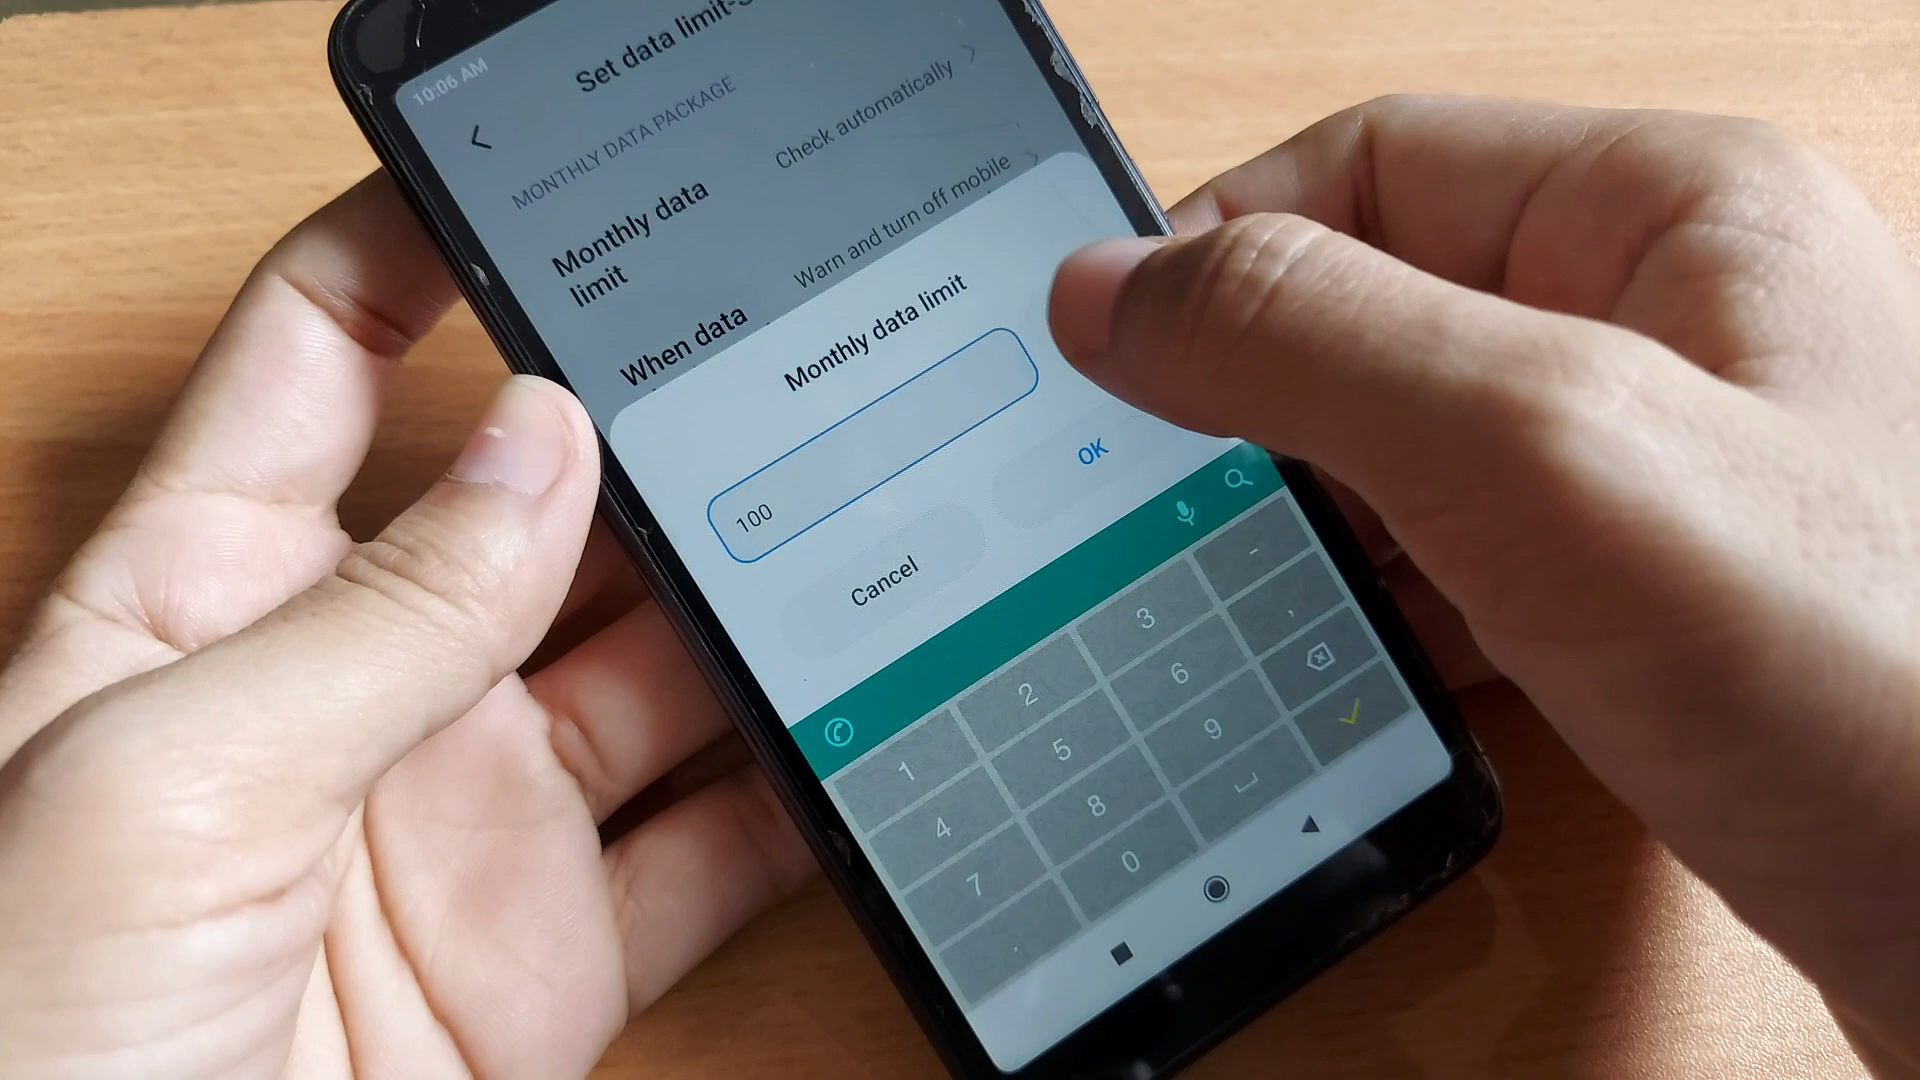 10:06 AM
Set data limit-
MONTHLY DATA PACKAGE
Monthly data
limit
Check automatically
When data
Warn and turn off mobile
Monthly data limit
100
Cancel
OK
1 2 3 -
4 5 6 ,
7 8 9
. 0